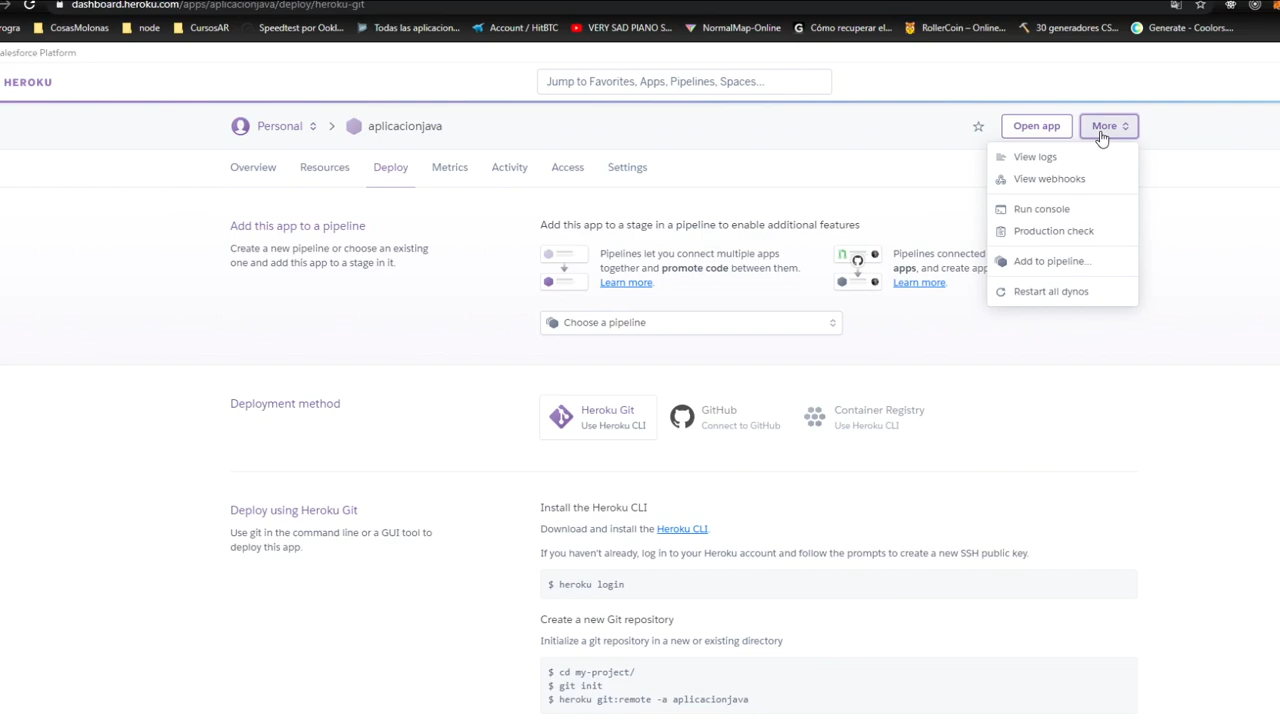 dashboard.heroku.com/apps/aplicacionjava/deploy/heroku-git
rogra CosasMolonas node CursosAR Speedtest por Ookl... Todas las aplicacion... Account / HitBTC VERY SAD PIANO S... NormalMap-Online Cómo recuperar el... RollerCoin – Online... 30 generadores CS... Generate - Coolors....
alesforce Platform
HEROKU
Jump to Favorites, Apps, Pipelines, Spaces...
Personal aplicacionjava Open app More
Overview Resources Deploy Metrics Activity Access Settings
View logs
View webhooks
Run console
Production check
Add to pipeline...
Restart all dynos
Add this app to a pipeline
Create a new pipeline or choose an existing
one and add this app to a stage in it.
Add this app to a stage in a pipeline to enable additional features
Pipelines let you connect multiple apps
together and promote code between them.
Learn more.
Pipelines connected
apps, and create app
Learn more.
Choose a pipeline
Deployment method
Heroku Git
Use Heroku CLI
GitHub
Connect to GitHub
Container Registry
Use Heroku CLI
Deploy using Heroku Git
Use git in the command line or a GUI tool to
deploy this app.
Install the Heroku CLI
Download and install the Heroku CLI.
If you haven't already, log in to your Heroku account and follow the prompts to create a new SSH public key.
$ heroku login
Create a new Git repository
Initialize a git repository in a new or existing directory
$ cd my-project/
$ git init
$ heroku git:remote -a aplicacionjava